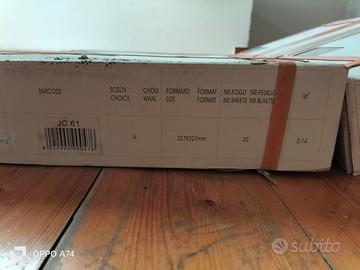 BARCODE
SCELTA CHOIX FORMATO FORMAT NR.FOGLI NR.FEUILLE M²
CHOICE WHAL SIZE FORMAT NR.SHEETS NR.BLAETTE
JC.61
A 327X327mm 20 2.14
subito
OPPO A74